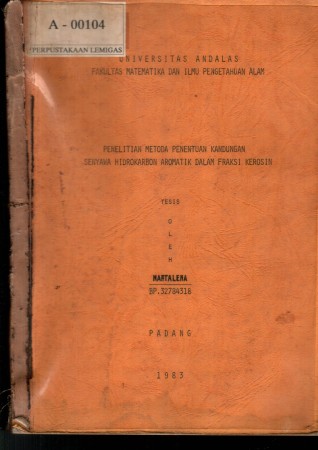 A - 00104
PERPUSTAKAAN LEMIGAS
UNIVERSITAS ANDALAS
FAKULTAS MATEMATIKA DAN ILMU PENGETAHUAN ALAM
PENELITIAN METODA PENENTUAN KANDUNGAN
SENYAWA HIDROKARBON AROMATIK DALAM FRAKSI KEROSIN
TESIS
O
L
E
H
MARTALENA
BP.32784316
PADANG
1983